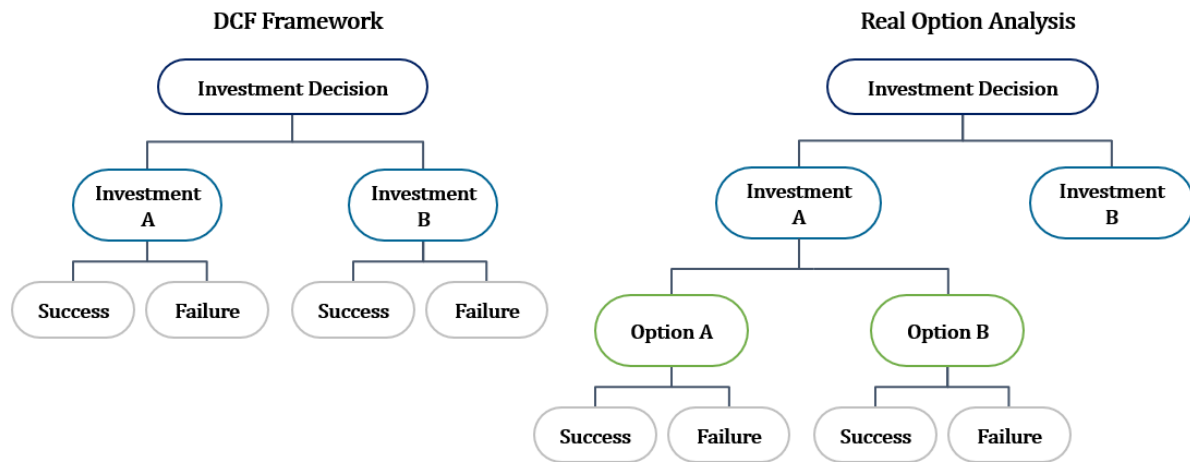 DCF Framework
Investment Decision
Investment
A
Investment
B
Success
Failure
Success
Failure
Real Option Analysis
Investment Decision
Investment
A
Investment
B
Option A
Option B
Success
Failure
Success
Failure